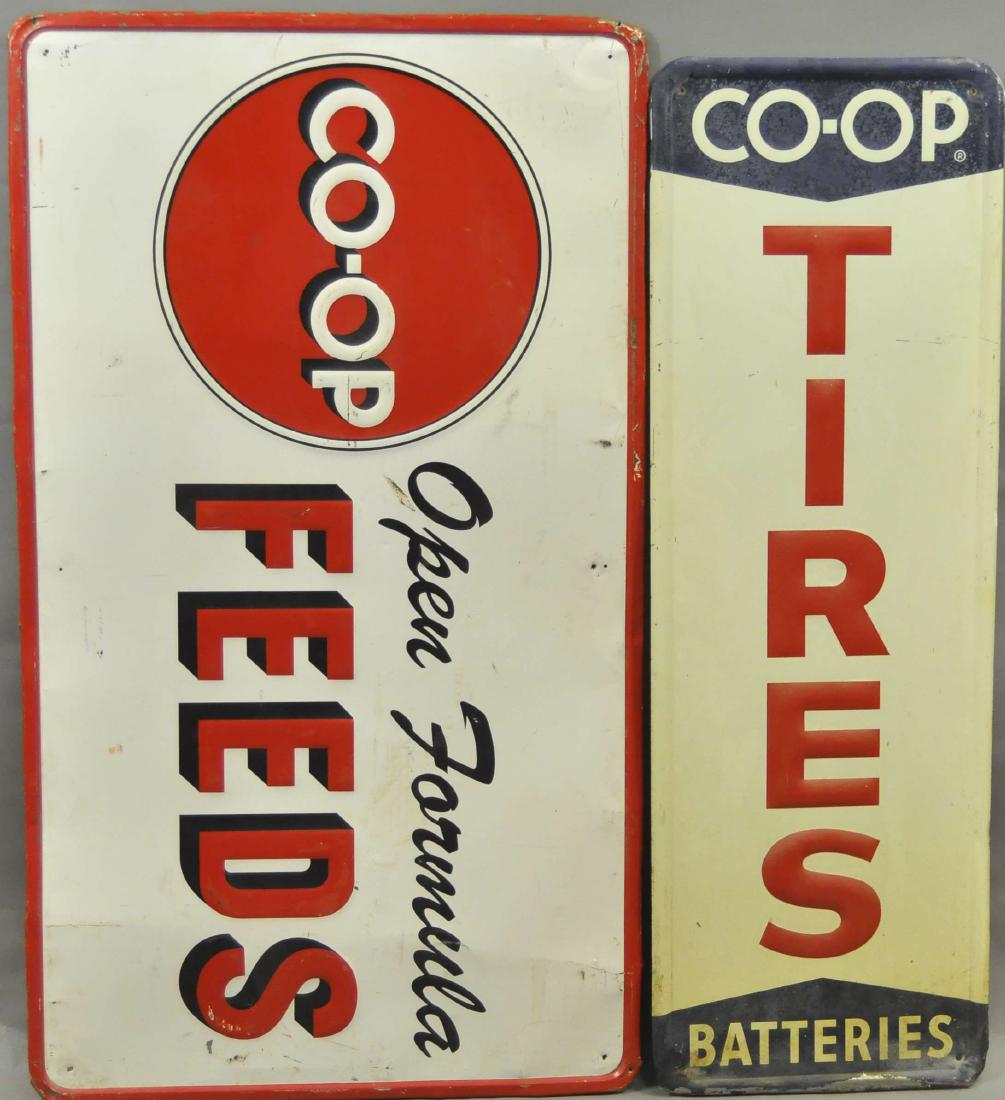 CO-OP
Open Formula
FEEDS
CO-OP®
TIRES
BATTERIES